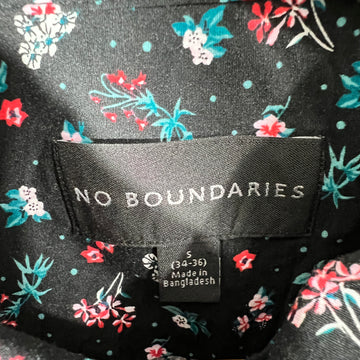 NO BOUNDARIES
S
(34-36)
Made in
Bangladesh